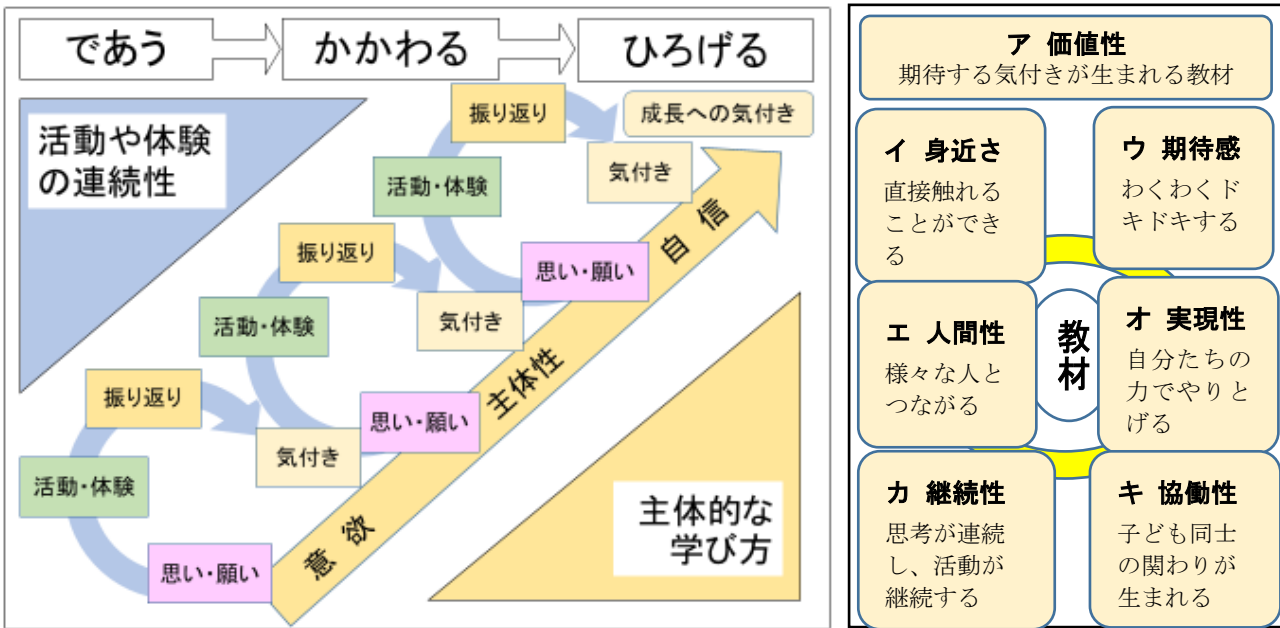 であう
かかわる
ひろげる
活動や体験
の連続性
振り返り
成長への気付き
気付き
活動・体験
思い・願い
自信
振り返り
気付き
活動・体験
思い・願い
主体性
振り返り
気付き
活動・体験
思い・願い
意欲
主体的な
学び方
ア 価値性
期待する気付きが生まれる教材
イ 身近さ
直接触れる
ことができ
る
ウ 期待感
わくわくド
キドキする
エ 人間性
様々な人と
つながる
教
材
オ 実現性
自分たちの
力でやりと
げる
カ 継続性
思考が連続
し、活動が
継続する
キ 協働性
子ども同士
の関わりが
生まれる